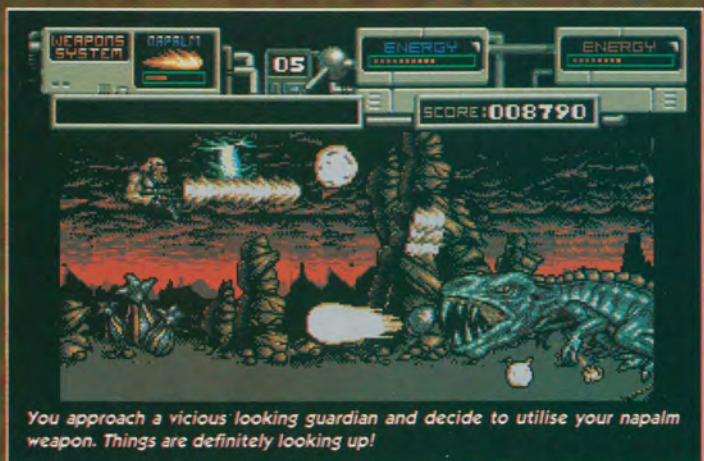 WEAPONS
SYSTEM
NAPALM
05
ENERGY
ENERGY
SCORE:008790
You approach a vicious looking guardian and decide to utilise your napalm
weapon. Things are definitely looking up!